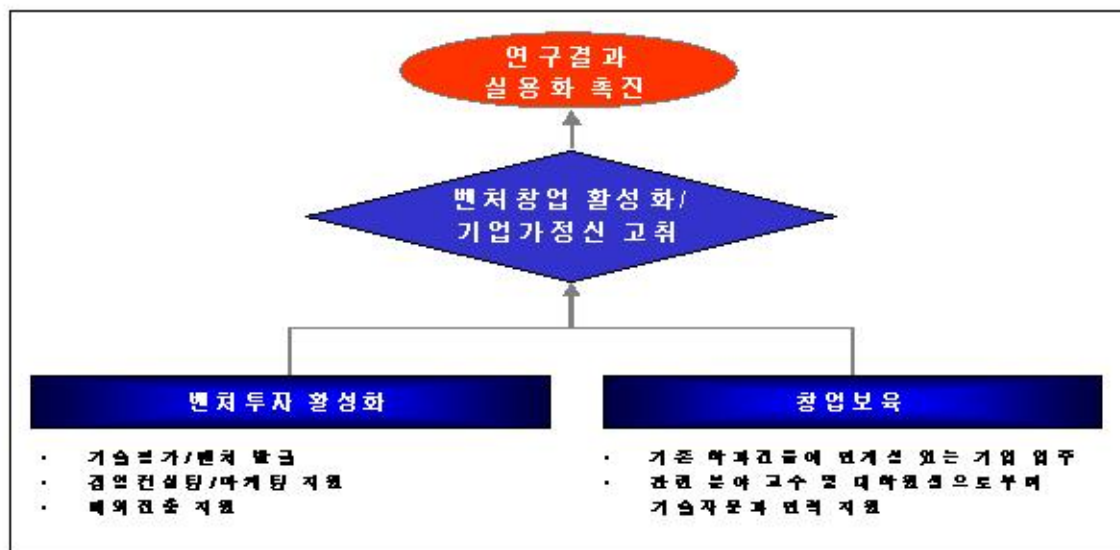 연구결과
실용화 촉진
벤처창업 활성화/
기업가정신 고취
벤처투자 활성화
창업보육
· 기술평가/벤처 발굴
· 경영컨설팅/마케팅 지원
· 해외진출 지원
· 기존 학과건물에 연계성 있는 기업 입주
· 관련 분야 교수 및 대학원생으로부터
기술자문과 인력 지원